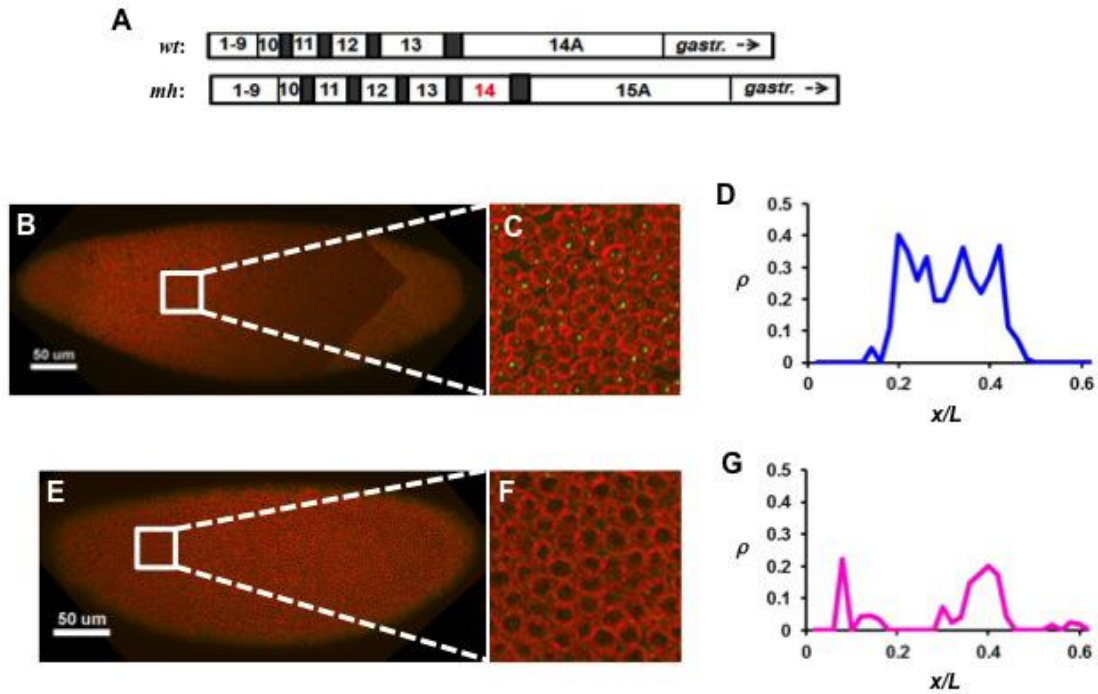 A
wt: 1-9 10 11 12 13 14A gastr. →
mh: 1-9 10 11 12 13 14 15A gastr. →
B
50 um
C
D
0.5
0.4
0.3
0.2
0.1
0
ρ
0 0.2 0.4 0.6
x/L
E
50 um
F
G
0.5
0.4
0.3
0.2
0.1
0
ρ
0 0.2 0.4 0.6
x/L